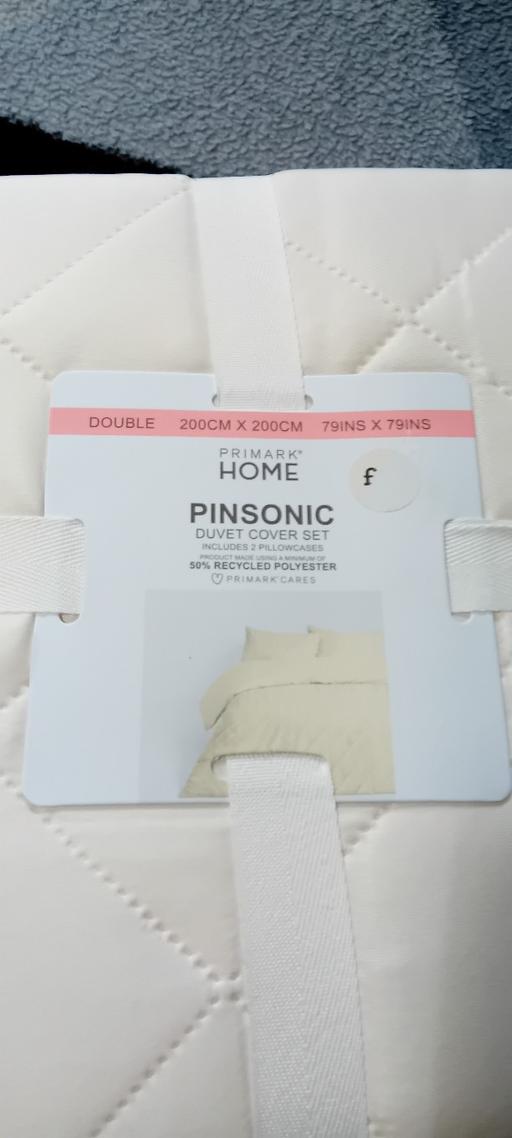 DOUBLE 200CM X 200CM 79INS X 79INS
PRIMARK®
HOME
£
PINSONIC
DUVET COVER SET
INCLUDES 2 PILLOWCASES
PRODUCT MADE USING A MINIMUM OF
50% RECYCLED POLYESTER
PRIMARK® CARES